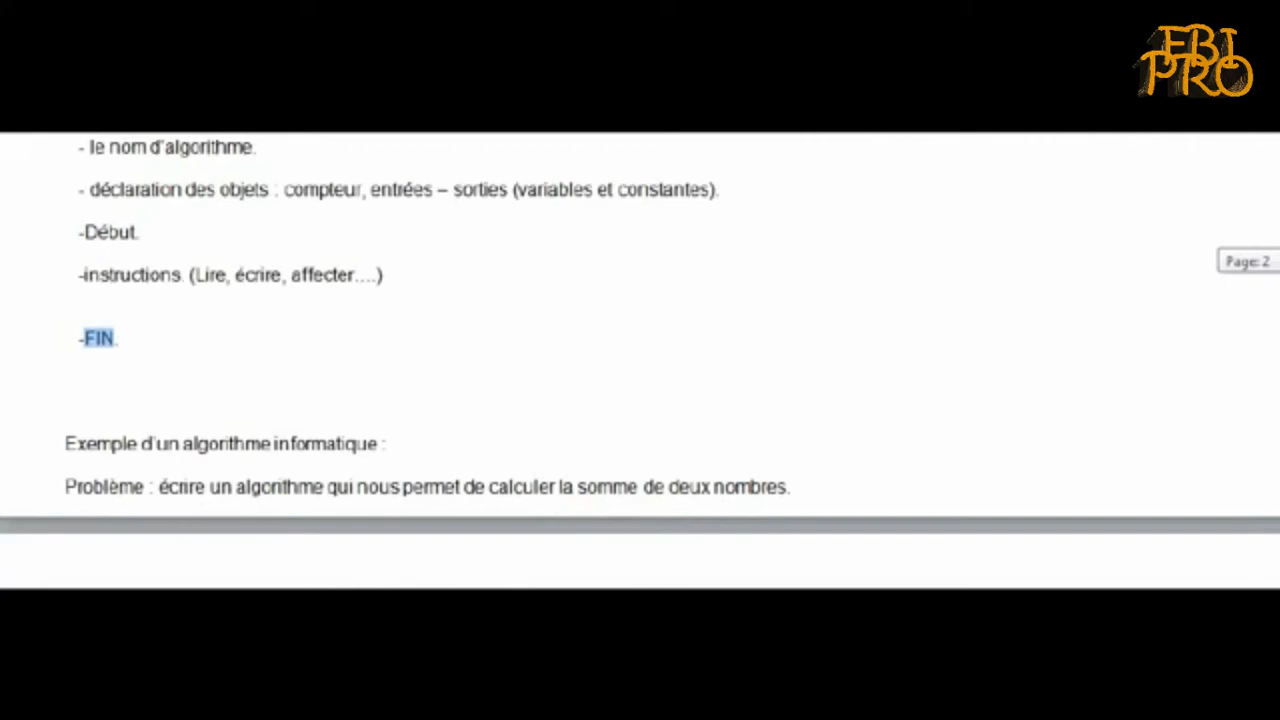 FBI
PRO
- le nom d'algorithme.
- déclaration des objets : compteur, entrées – sorties (variables et constantes).
-Début.
-instructions. (Lire, écrire, affecter....)
-FIN.
Exemple d'un algorithme informatique :
Problème : écrire un algorithme qui nous permet de calculer la somme de deux nombres.
Page: 2